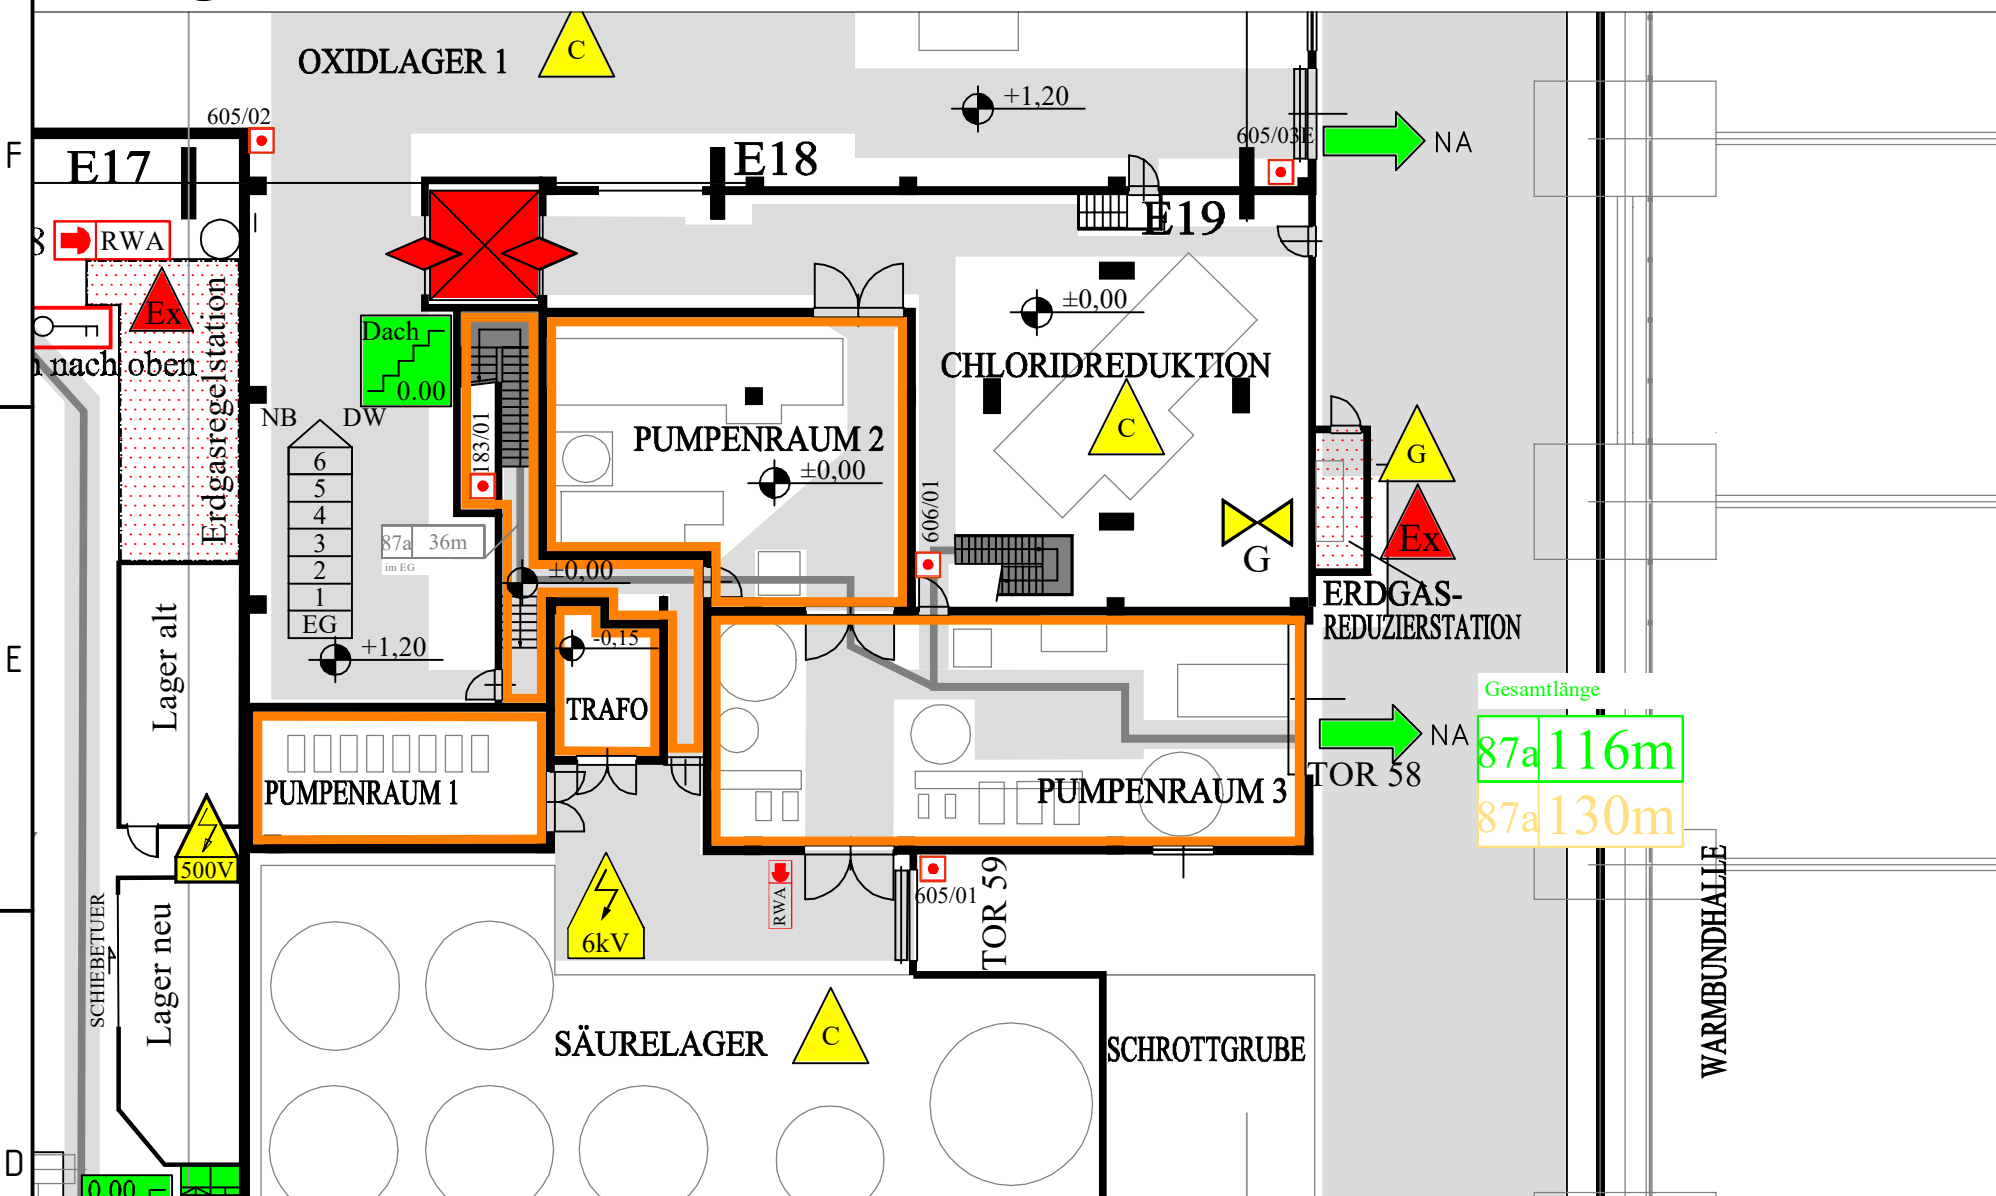 OXIDLAGER 1
C
+1,20
605/02
605/03E
NA
F
E17
E18
E19
8
RWA
Ex
Erdgasregelstation
nach oben
Dach
0.00
±0,00
CHLORIDREDUKTION
C
NB
DW
6
5
4
3
2
1
EG
+1,20
183/01
87a
36m
im EG
PUMPENRAUM 2
±0,00
606/01
G
G
Ex
ERDGAS-
REDUZIERSTATION
±0,00
-0,15
TRAFO
E
Lager alt
Gesamtlänge
87a
116m
87a
130m
NA
TOR 58
PUMPENRAUM 1
PUMPENRAUM 3
500V
6kV
RWA
605/01
TOR 59
WARMBUNDHALLE
SCHIEBETUER
Lager neu
SÄURELAGER
C
SCHROTTGRUBE
D
0.00